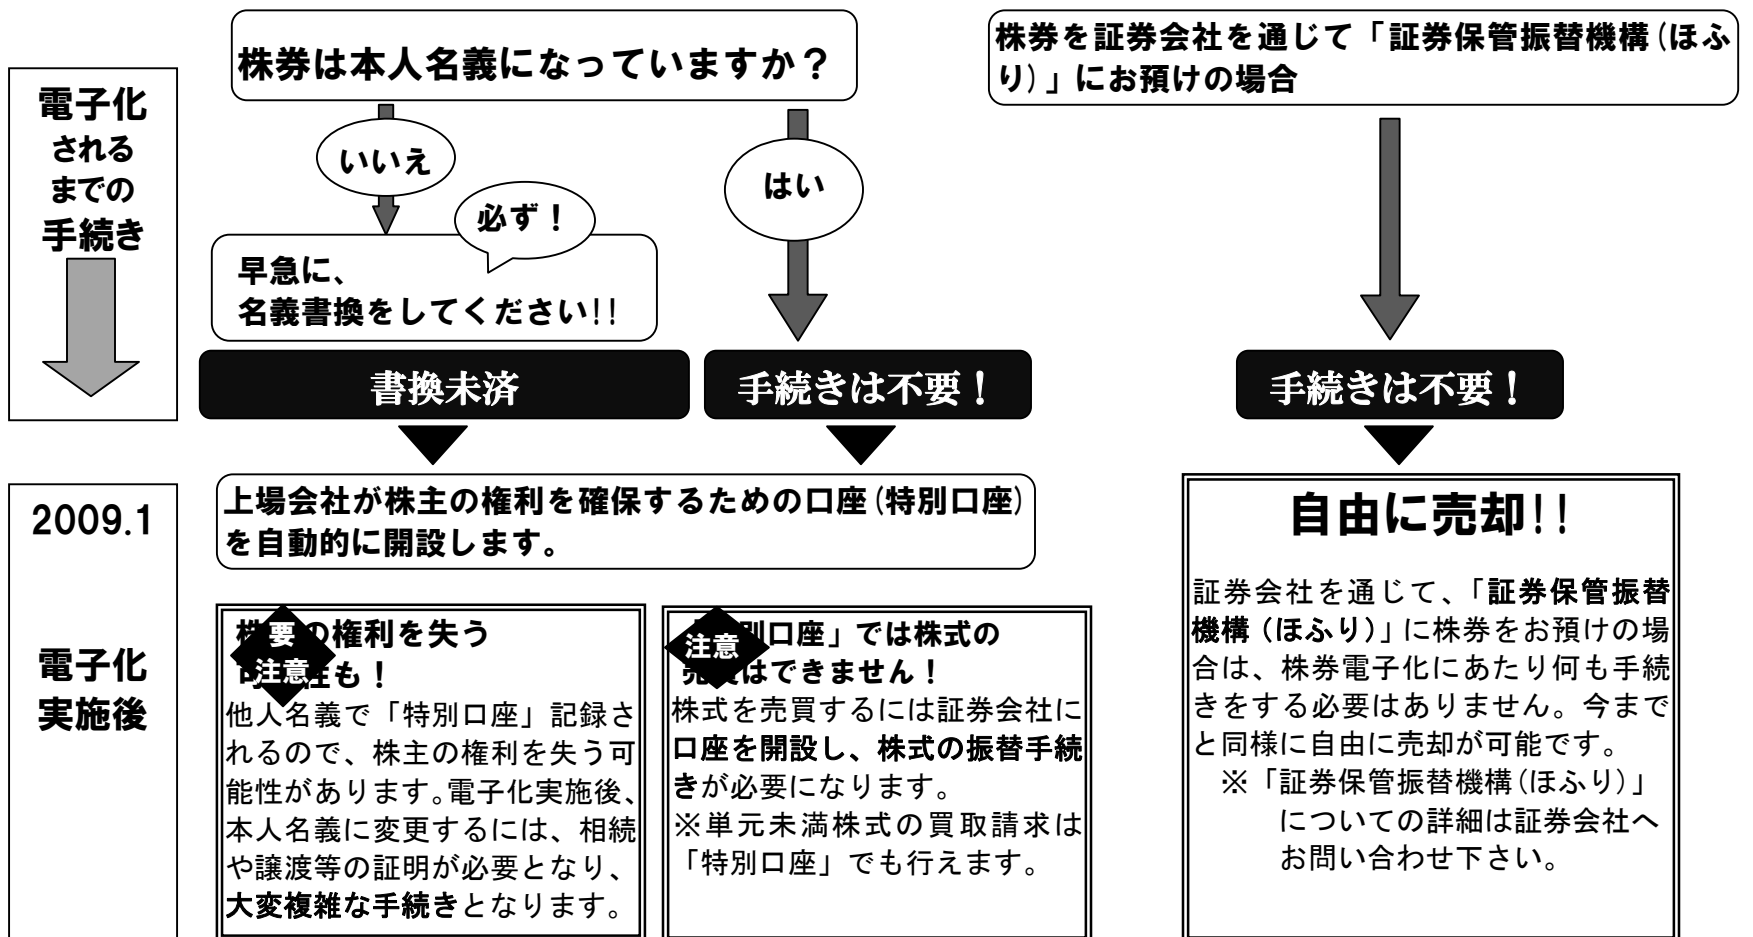 電子化
される
までの
手続き
株券は本人名義になっていますか？
いいえ
はい
必ず！
早急に、
名義書換をしてください!!
書換未済
手続きは不要！
株券を証券会社を通じて「証券保管振替機構(ほふ
り)」にお預けの場合
手続きは不要！
2009.1
電子化
実施後
上場会社が株主の権利を確保するための口座(特別口座)
を自動的に開設します。
要
注意
の権利を失う
も！
他人名義で「特別口座」記録さ
れるので、株主の権利を失う可
能性があります。電子化実施後、
本人名義に変更するには、相続
や譲渡等の証明が必要となり、
大変複雑な手続きとなります。
注意
別口座」では株式の
はできません！
株式を売買するには証券会社に
口座を開設し、株式の振替手続
きが必要になります。
※単元未満株式の買取請求は
「特別口座」でも行えます。
自由に売却!!
証券会社を通じて、「証券保管振替
機構（ほふり）」に株券をお預けの場
合は、株券電子化にあたり何も手続
きをする必要はありません。今まで
と同様に自由に売却が可能です。
※「証券保管振替機構(ほふり)」
についての詳細は証券会社へ
お問い合わせ下さい。